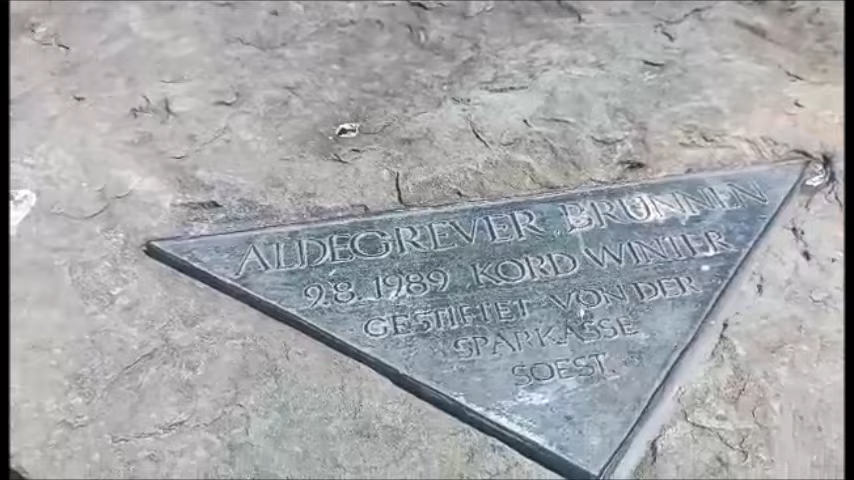 ALDEGREVER BRUNNEN
9.8.1989 KORD WINTER
GESTIFTET VON DER
SPARKASSE
SOEST